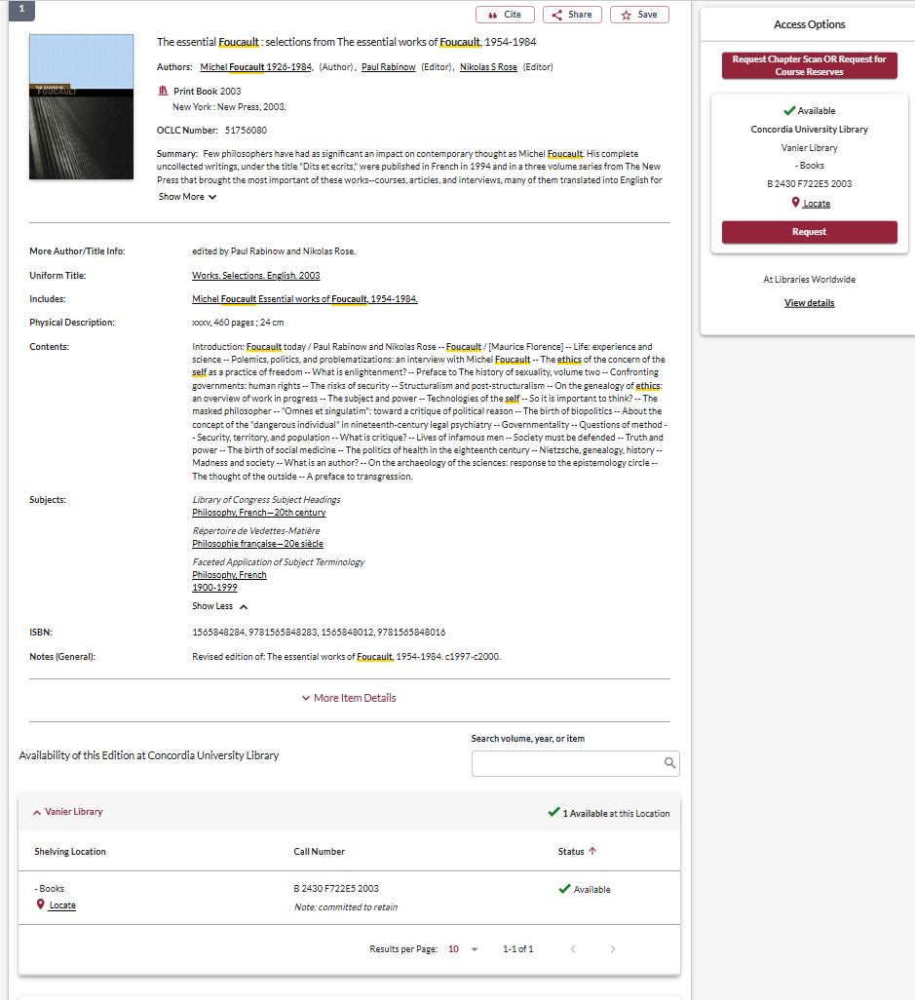 1
Cite
Share
Save
The essential Foucault : selections from The essential works of Foucault, 1954-1984
THE ESSENTIAL
FOUCAULT
Authors: Michel Foucault 1926-1984, (Author), Paul Rabinow (Editor), Nikolas S Rose (Editor)
Print Book 2003
New York : New Press, 2003.
OCLC Number: 51756080
Summary: Few philosophers have had as significant an impact on contemporary thought as Michel Foucault. His complete
uncollected writings, under the title "Dits et ecrits," were published in French in 1994 and in a three volume series from The New
Press that brought the most important of these works--courses, articles, and interviews, many of them translated into English for
Show More
More Author/Title Info: edited by Paul Rabinow and Nikolas Rose.
Uniform Title: Works. Selections. English. 2003
Includes: Michel Foucault Essential works of Foucault, 1954-1984.
Physical Description: xxxv, 460 pages ; 24 cm
Contents: Introduction: Foucault today / Paul Rabinow and Nikolas Rose -- Foucault / [Maurice Florence] -- Life: experience and
science -- Polemics, politics, and problematizations: an interview with Michel Foucault -- The ethics of the concern of the
self as a practice of freedom -- What is enlightenment? -- Preface to The history of sexuality, volume two -- Confronting
governments: human rights -- The risks of security -- Structuralism and post-structuralism -- On the genealogy of ethics:
an overview of work in progress -- The subject and power -- Technologies of the self -- So it is important to think? -- The
masked philosopher -- "Omnes et singulatim": toward a critique of political reason -- The birth of biopolitics -- About the
concept of the "dangerous individual" in nineteenth-century legal psychiatry -- Governmentality -- Questions of method -
- Security, territory, and population -- What is critique? -- Lives of infamous men -- Society must be defended -- Truth and
power -- The birth of social medicine -- The politics of health in the eighteenth century -- Nietzsche, genealogy, history --
Madness and society -- What is an author? -- On the archaeology of the sciences: response to the epistemology circle --
The thought of the outside -- A preface to transgression.
Subjects: Library of Congress Subject Headings
Philosophy, French—20th century
Répertoire de Vedettes-Matière
Philosophie française—20e siècle
Faceted Application of Subject Terminology
Philosophy, French
1900-1999
Show Less
ISBN: 1565848284, 9781565848283, 1565848012, 9781565848016
Notes (General): Revised edition of: The essential works of Foucault, 1954-1984. c1997-c2000.
More Item Details
Availability of this Edition at Concordia University Library
Search volume, year, or item
Vanier Library
1 Available at this Location
Shelving Location Call Number Status
- Books B 2430 F722E5 2003 Available
Locate Note: committed to retain
Results per Page: 10 1-1 of 1
Access Options
Request Chapter Scan OR Request for
Course Reserves
Available
Concordia University Library
Vanier Library
- Books
B 2430 F722E5 2003
Locate
Request
At Libraries Worldwide
View details